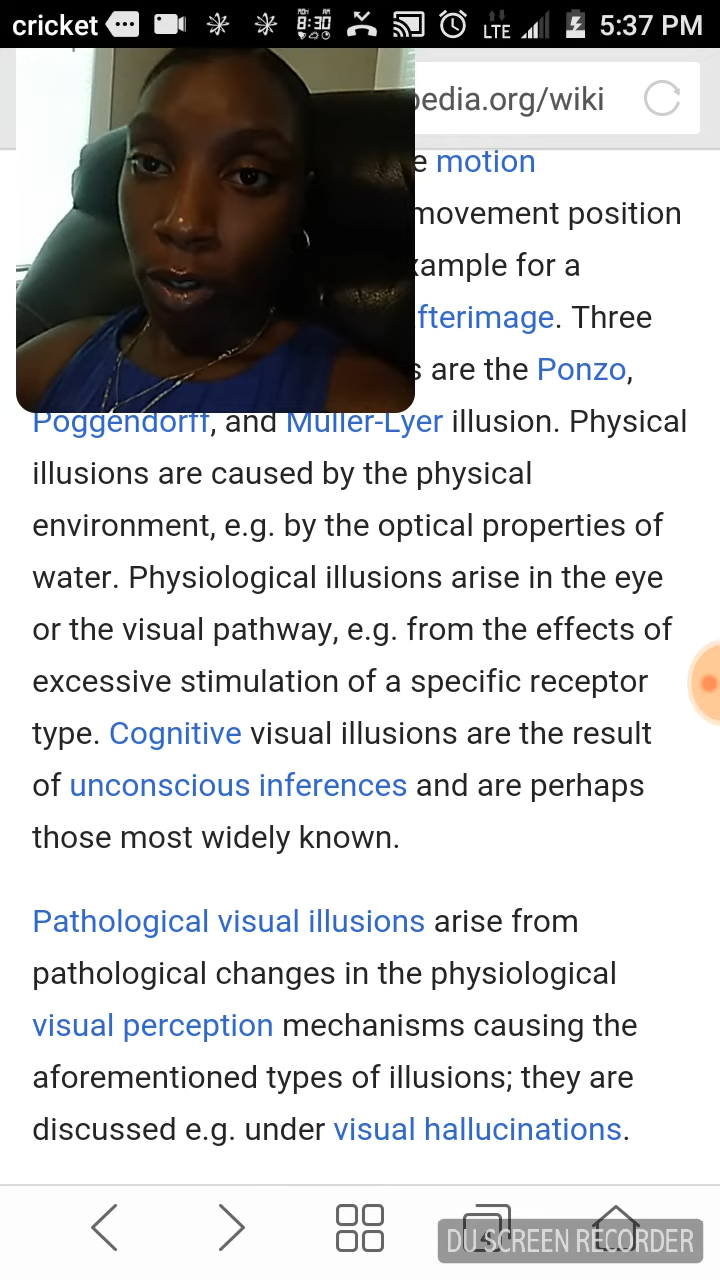 cricket 8:30 LTE 5:37 PM
pedia.org/wiki
e motion
movement position
xample for a
fterimage. Three
s are the Ponzo,
Poggendorff, and Müller-Lyer illusion. Physical
illusions are caused by the physical
environment, e.g. by the optical properties of
water. Physiological illusions arise in the eye
or the visual pathway, e.g. from the effects of
excessive stimulation of a specific receptor
type. Cognitive visual illusions are the result
of unconscious inferences and are perhaps
those most widely known.
Pathological visual illusions arise from
pathological changes in the physiological
visual perception mechanisms causing the
aforementioned types of illusions; they are
discussed e.g. under visual hallucinations.
DU SCREEN RECORDER